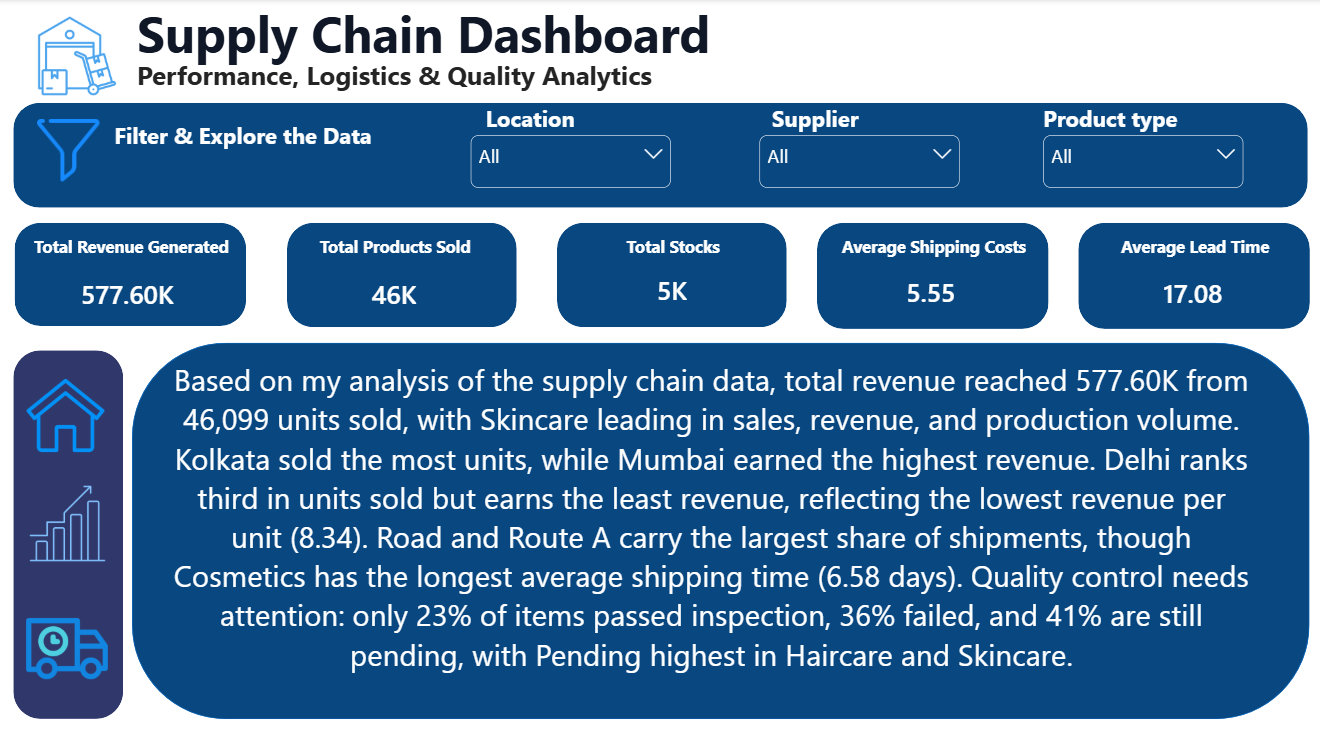 Supply Chain Dashboard
Performance, Logistics & Quality Analytics
Filter & Explore the Data
Location
All
Supplier
All
Product type
All
Total Revenue Generated
577.60K
Total Products Sold
46K
Total Stocks
5K
Average Shipping Costs
5.55
Average Lead Time
17.08
Based on my analysis of the supply chain data, total revenue reached 577.60K from
46,099 units sold, with Skincare leading in sales, revenue, and production volume.
Kolkata sold the most units, while Mumbai earned the highest revenue. Delhi ranks
third in units sold but earns the least revenue, reflecting the lowest revenue per
unit (8.34). Road and Route A carry the largest share of shipments, though
Cosmetics has the longest average shipping time (6.58 days). Quality control needs
attention: only 23% of items passed inspection, 36% failed, and 41% are still
pending, with Pending highest in Haircare and Skincare.